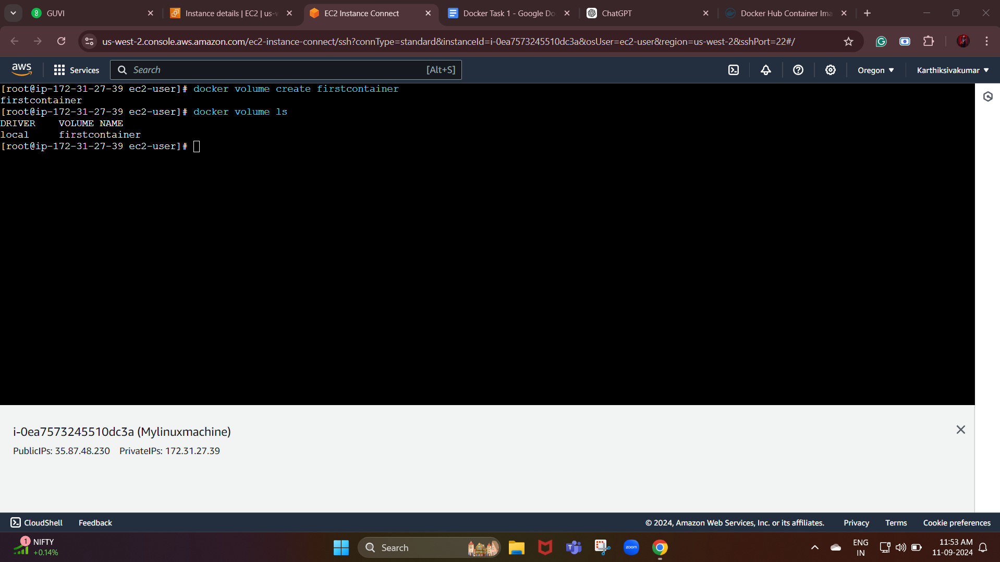 GUVI
Instance details | EC2 | us-w
EC2 Instance Connect
Docker Task 1 - Google Do
ChatGPT
Docker Hub Container Ima
us-west-2.console.aws.amazon.com/ec2-instance-connect/ssh?connType=standard&instanceId=i-0ea7573245510dc3a&osUser=ec2-user&region=us-west-2&sshPort=22#/
aws
Services
Search
[Alt+S]
Oregon
Karthiksivakumar
[root@ip-172-31-27-39 ec2-user]# docker volume create firstcontainer
firstcontainer
[root@ip-172-31-27-39 ec2-user]# docker volume ls
DRIVER    VOLUME NAME
local     firstcontainer
[root@ip-172-31-27-39 ec2-user]#
i-0ea7573245510dc3a (Mylinuxmachine)
PublicIPs: 35.87.48.230 PrivateIPs: 172.31.27.39
CloudShell
Feedback
© 2024, Amazon Web Services, Inc. or its affiliates.
Privacy
Terms
Cookie preferences
1
NIFTY
+0.14%
Search
zoom
ENG
IN
11:53 AM
11-09-2024